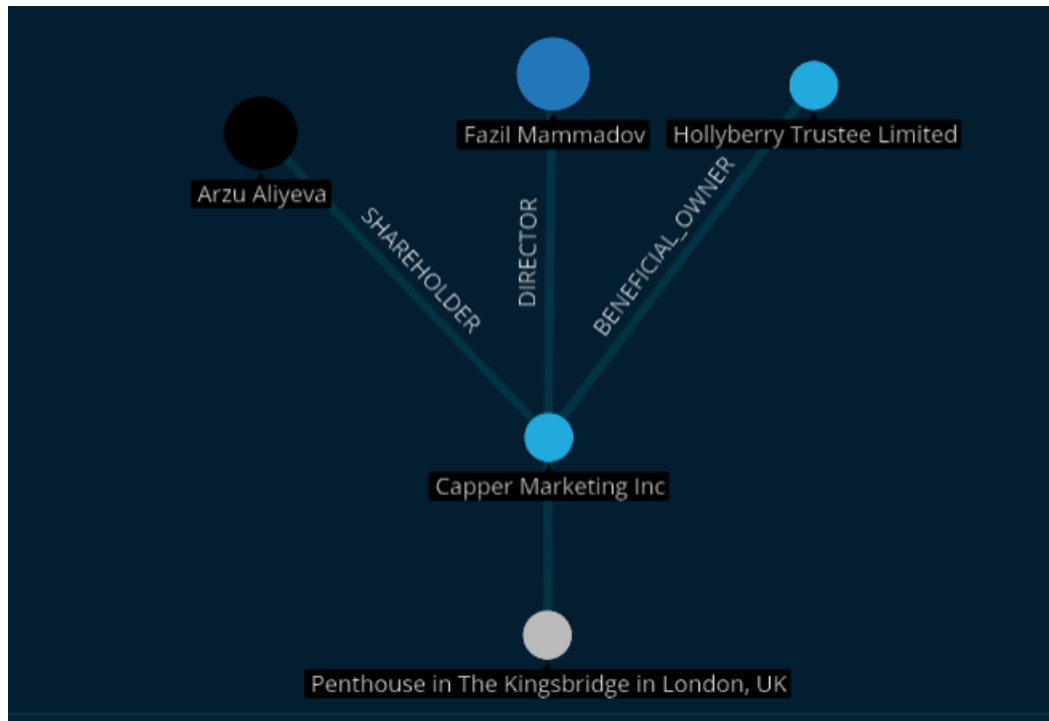 Fazil Mammadov
Hollyberry Trustee Limited
Arzu Aliyeva
SHAREHOLDER
DIRECTOR
BENEFICIAL_OWNER
Capper Marketing Inc
Penthouse in The Kingsbridge in London, UK